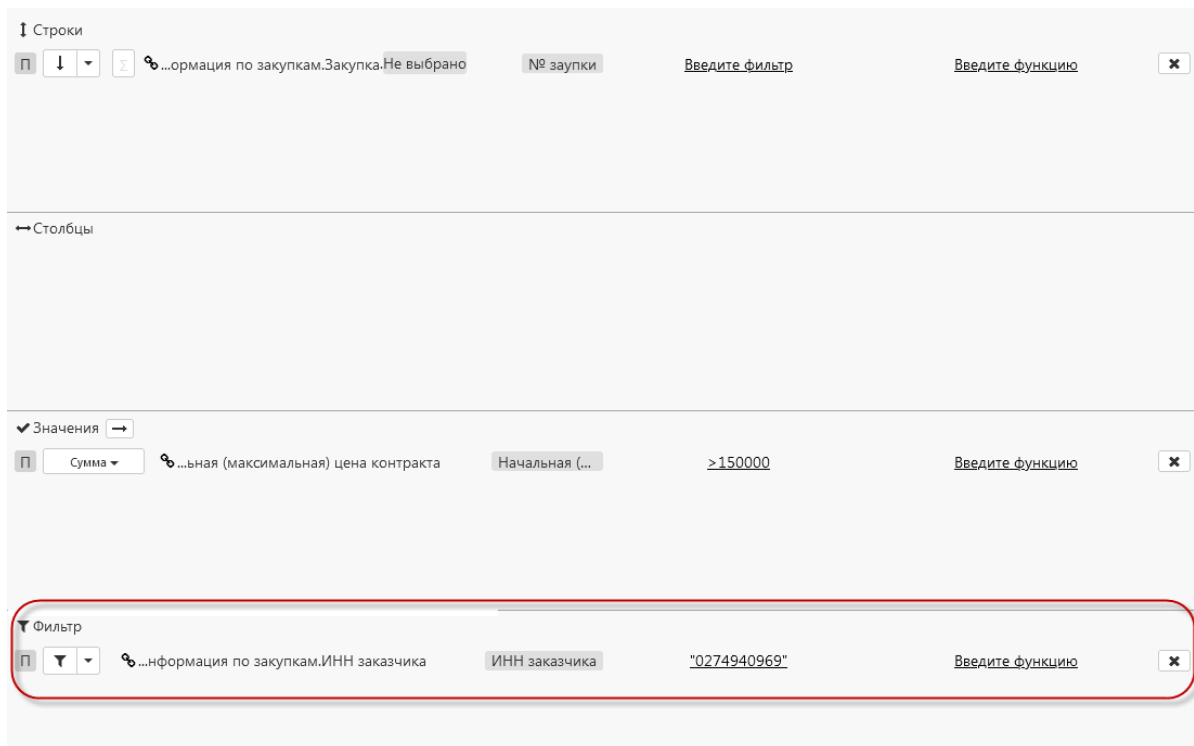 Строки
П Σ ...ормация по закупкам.Закупка.Не выбрано № заупки Введите фильтр Введите функцию
Столбцы
Значения
П Сумма ...ьная (максимальная) цена контракта Начальная (... >150000 Введите функцию
Фильтр
П ...нформация по закупкам.ИНН заказчика ИНН заказчика "0274940969" Введите функцию